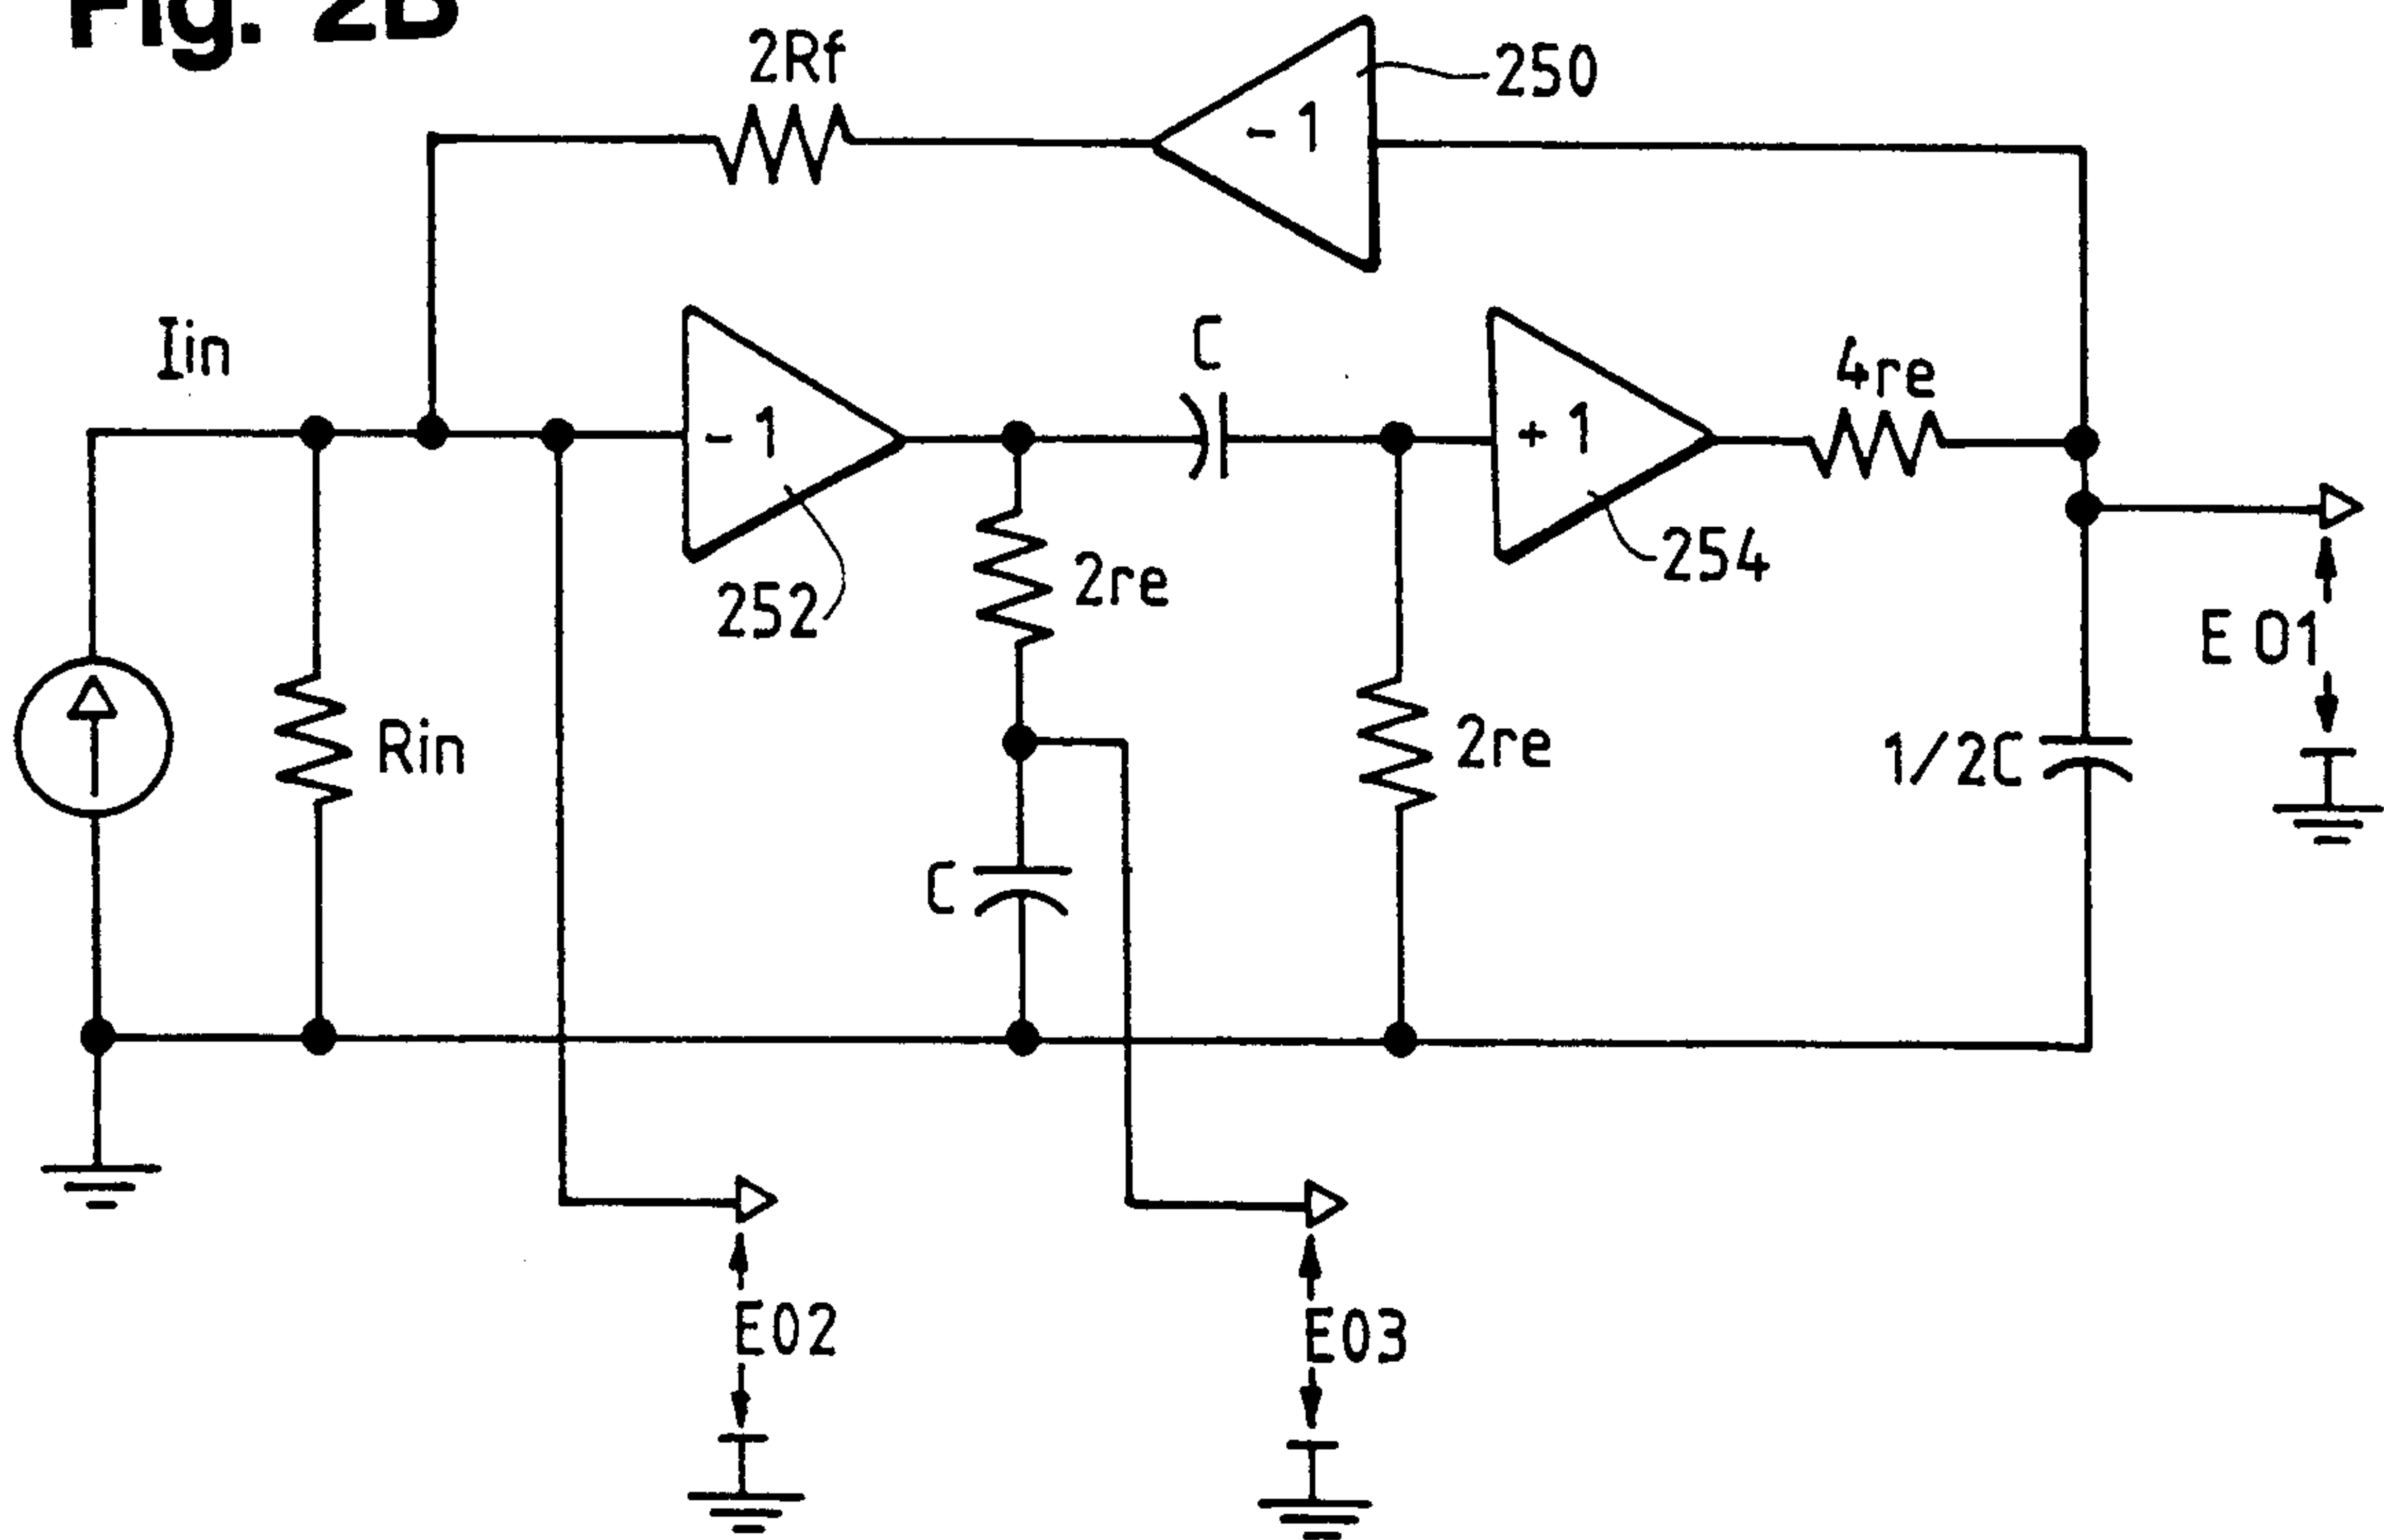 Fig. 2B
2Rf
-1
250
Iin
-1
252
C
+1
254
4re
2re
E01
Rin
2re
1/2C
C
E02
E03